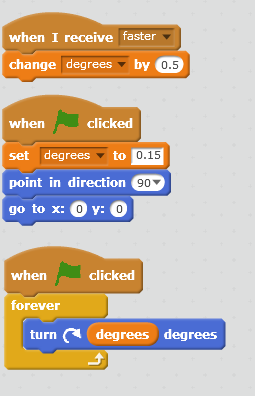 when I receive faster
change degrees by 0.5
when clicked
set degrees to 0.15
point in direction 90
go to x: 0 y: 0
when clicked
forever
turn degrees degrees